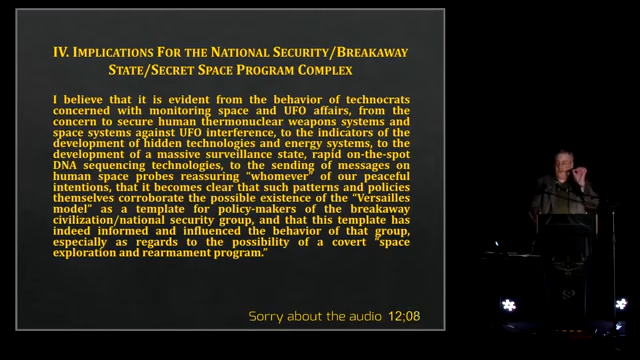 IV. IMPLICATIONS FOR THE NATIONAL SECURITY/BREAKAWAY
STATE/SECRET SPACE PROGRAM COMPLEX
I believe that it is evident from the behavior of technocrats
concerned with monitoring space and UFO affairs, from the
concern to secure human thermonuclear weapons systems and
space systems against UFO interference, to the indicators of the
development of hidden technologies and energy systems, to the
development of a massive surveillance state, rapid on-the-spot
DNA sequencing technologies, to the sending of messages on
human space probes reassuring “whomever” of our peaceful
intentions, that it becomes clear that such patterns and policies
themselves corroborate the possible existence of the “Versailles
model” as a template for policy-makers of the breakaway
civilization/national security group, and that this template has
indeed informed and influenced the behavior of that group,
especially as regards to the possibility of a covert “space
exploration and rearmament program.”
Sorry about the audio 12;08